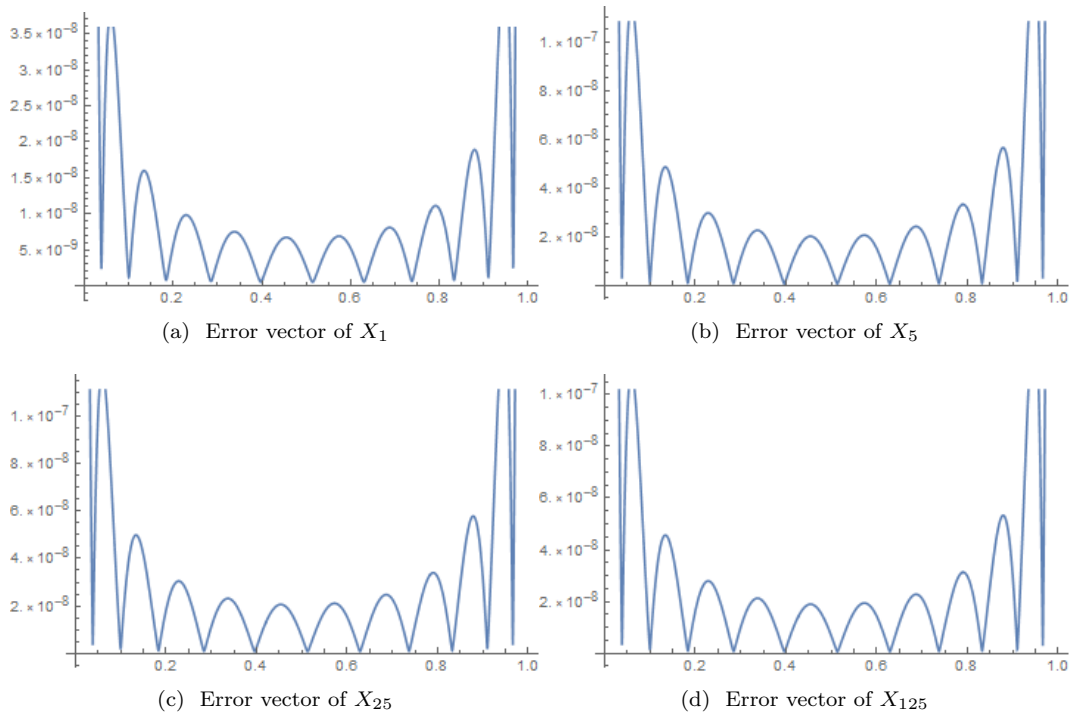 3.5×10⁻⁸
3.×10⁻⁸
2.5×10⁻⁸
2.×10⁻⁸
1.5×10⁻⁸
1.×10⁻⁸
5.×10⁻⁹
0.2 0.4 0.6 0.8 1.0
(a) Error vector of X₁
1.×10⁻⁷
8.×10⁻⁸
6.×10⁻⁸
4.×10⁻⁸
2.×10⁻⁸
0.2 0.4 0.6 0.8 1.0
(b) Error vector of X₅
1.×10⁻⁷
8.×10⁻⁸
6.×10⁻⁸
4.×10⁻⁸
2.×10⁻⁸
0.2 0.4 0.6 0.8 1.0
(c) Error vector of X₂₅
1.×10⁻⁷
8.×10⁻⁸
6.×10⁻⁸
4.×10⁻⁸
2.×10⁻⁸
0.2 0.4 0.6 0.8 1.0
(d) Error vector of X₁₂₅